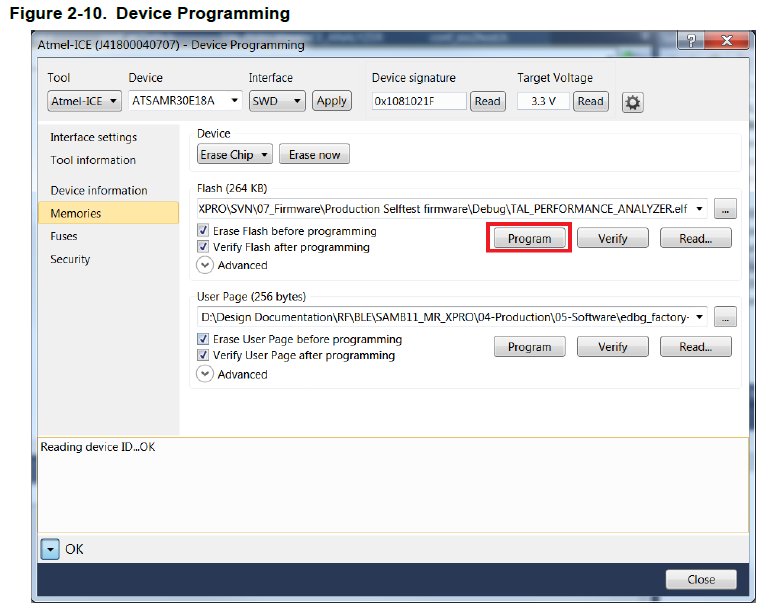 Figure 2-10. Device Programming
Atmel-ICE (J41800040707) - Device Programming
Tool Device Interface Device signature Target Voltage
Atmel-ICE ATSAMR30E18A SWD Apply 0x1081021F Read 3.3 V Read
Interface settings
Tool information
Device information
Memories
Fuses
Security
Device
Erase Chip Erase now
Flash (264 KB)
XPRO\SVN\07_Firmware\Production Selftest firmware\Debug\TAL_PERFORMANCE_ANALYZER.elf ...
Erase Flash before programming
Verify Flash after programming
Program Verify Read...
Advanced
User Page (256 bytes)
D:\Design Documentation\RF\BLE\SAMB11_MR_XPRO\04-Production\05-Software\edbg_factory- ...
Erase User Page before programming
Verify User Page after programming
Program Verify Read...
Advanced
Reading device ID...OK
OK
Close